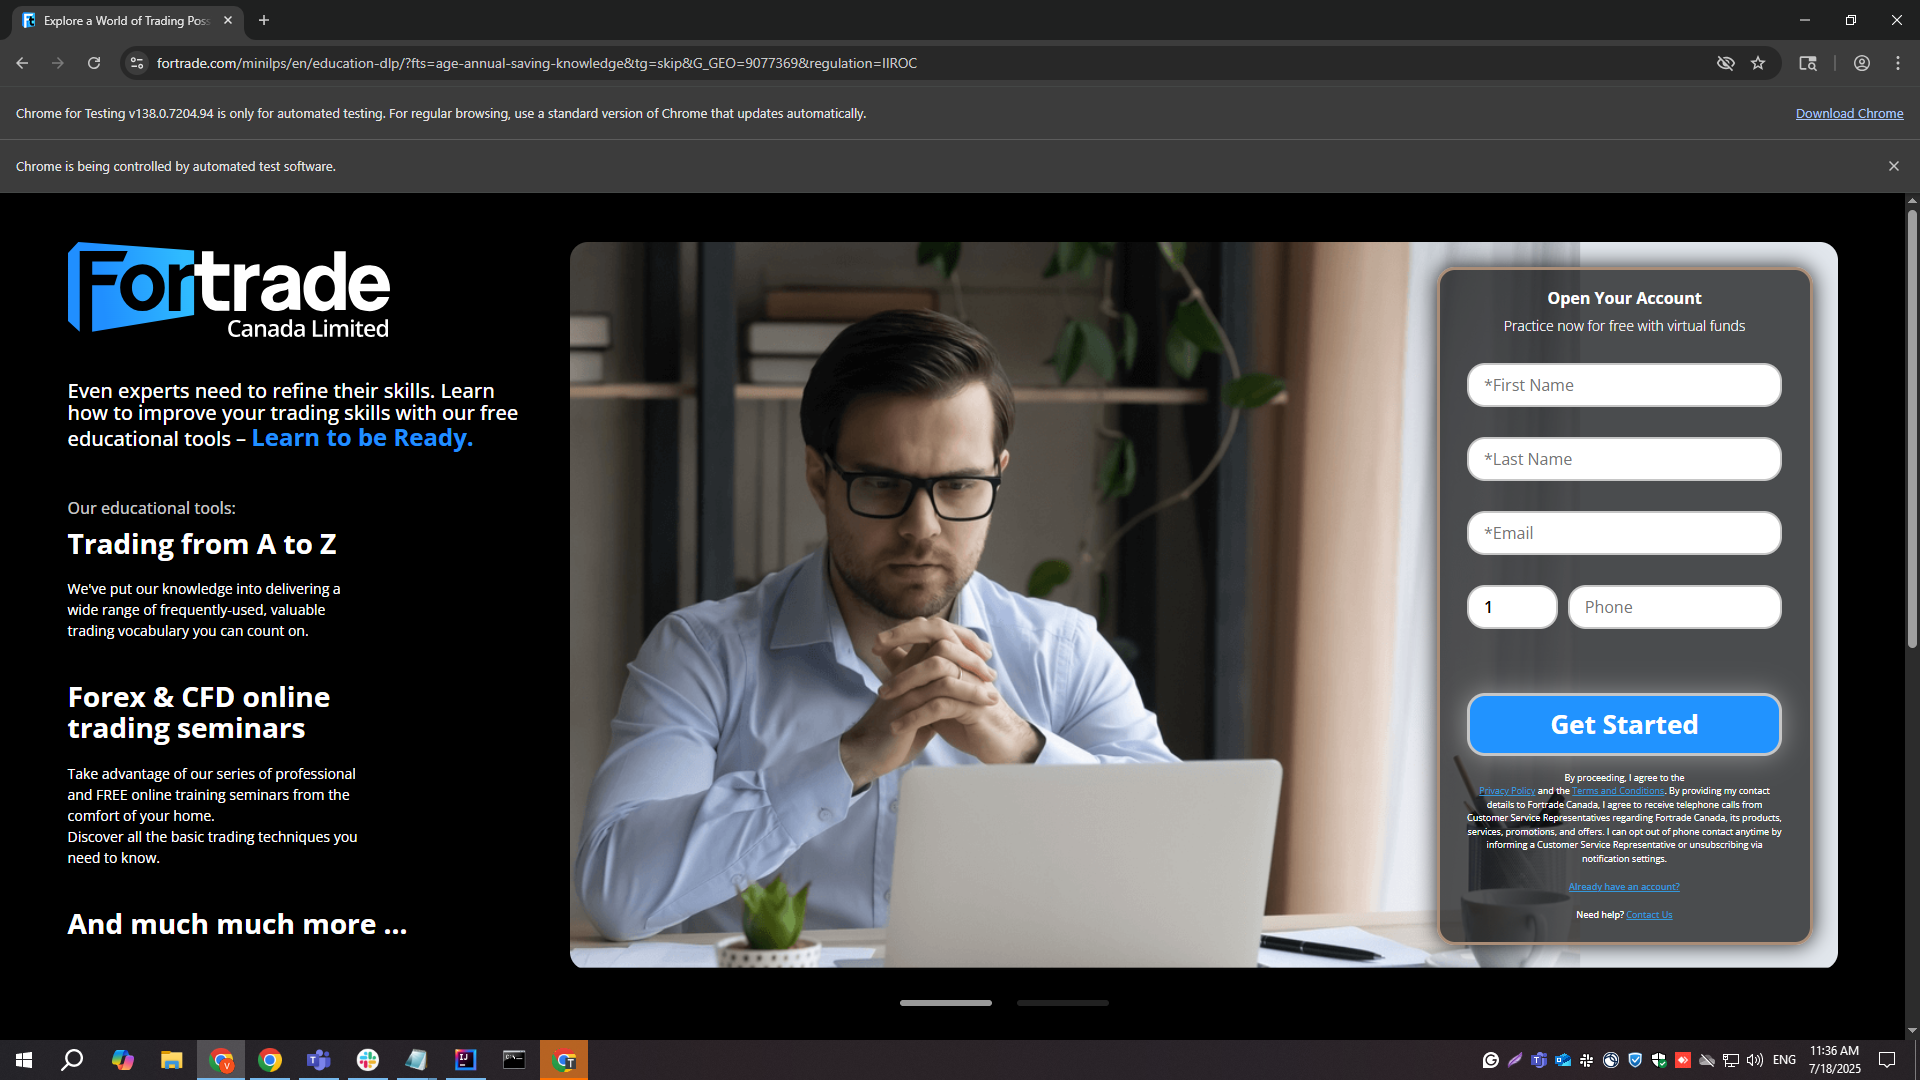 Explore a World of Trading Poss
fortrade.com/minilps/en/education-dlp/?fts=age-annual-saving-knowledge&tg=skip&G_GEO=9077369&regulation=IIROC
Chrome for Testing v138.0.7204.94 is only for automated testing. For regular browsing, use a standard version of Chrome that updates automatically.
Download Chrome
Chrome is being controlled by automated test software.
Fortrade
Canada Limited
Even experts need to refine their skills. Learn
how to improve your trading skills with our free
educational tools – Learn to be Ready.
Our educational tools:
Trading from A to Z
We've put our knowledge into delivering a
wide range of frequently-used, valuable
trading vocabulary you can count on.
Forex & CFD online
trading seminars
Take advantage of our series of professional
and FREE online training seminars from the
comfort of your home.
Discover all the basic trading techniques you
need to know.
And much much more ...
Open Your Account
Practice now for free with virtual funds
*First Name
*Last Name
*Email
1
Phone
Get Started
By proceeding, I agree to the
Privacy Policy and the Terms and Conditions. By providing my contact
details to Fortrade Canada, I agree to receive telephone calls from
Customer Service Representatives regarding Fortrade Canada, its products,
services, promotions, and offers. I can opt out of phone contact anytime by
informing a Customer Service Representative or unsubscribing via
notification settings.
Already have an account?
Need help? Contact Us
ENG
11:36 AM
7/18/2025